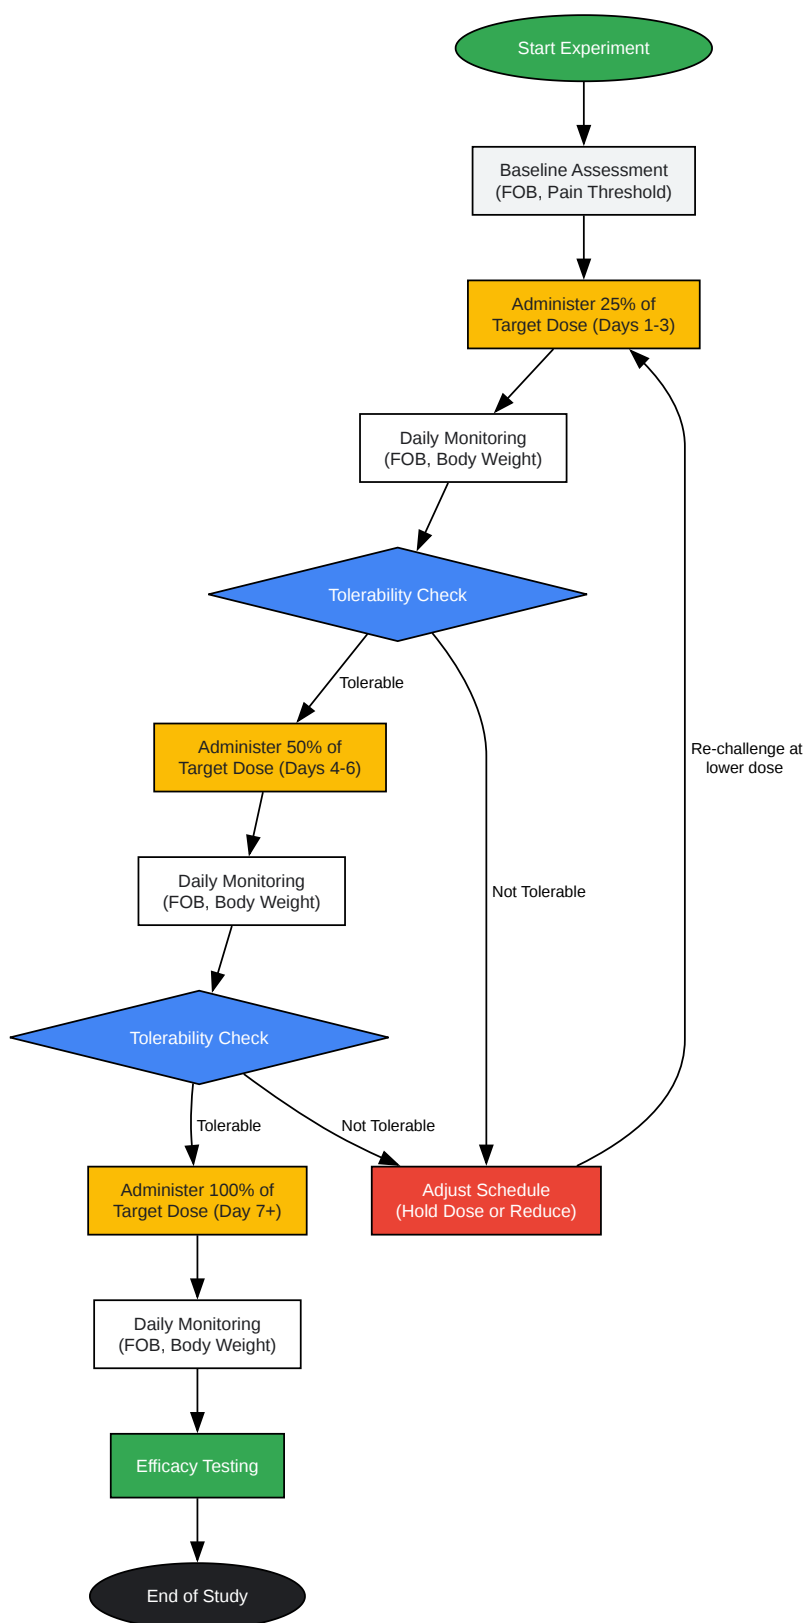 Start Experiment
Baseline Assessment
(FOB, Pain Threshold)
Administer 25% of
Target Dose (Days 1-3)
Daily Monitoring
(FOB, Body Weight)
Tolerability Check
Tolerable
Administer 50% of
Target Dose (Days 4-6)
Re-challenge at
lower dose
Daily Monitoring
(FOB, Body Weight)
Not Tolerable
Tolerability Check
Tolerable
Not Tolerable
Administer 100% of
Target Dose (Day 7+)
Adjust Schedule
(Hold Dose or Reduce)
Daily Monitoring
(FOB, Body Weight)
Efficacy Testing
End of Study